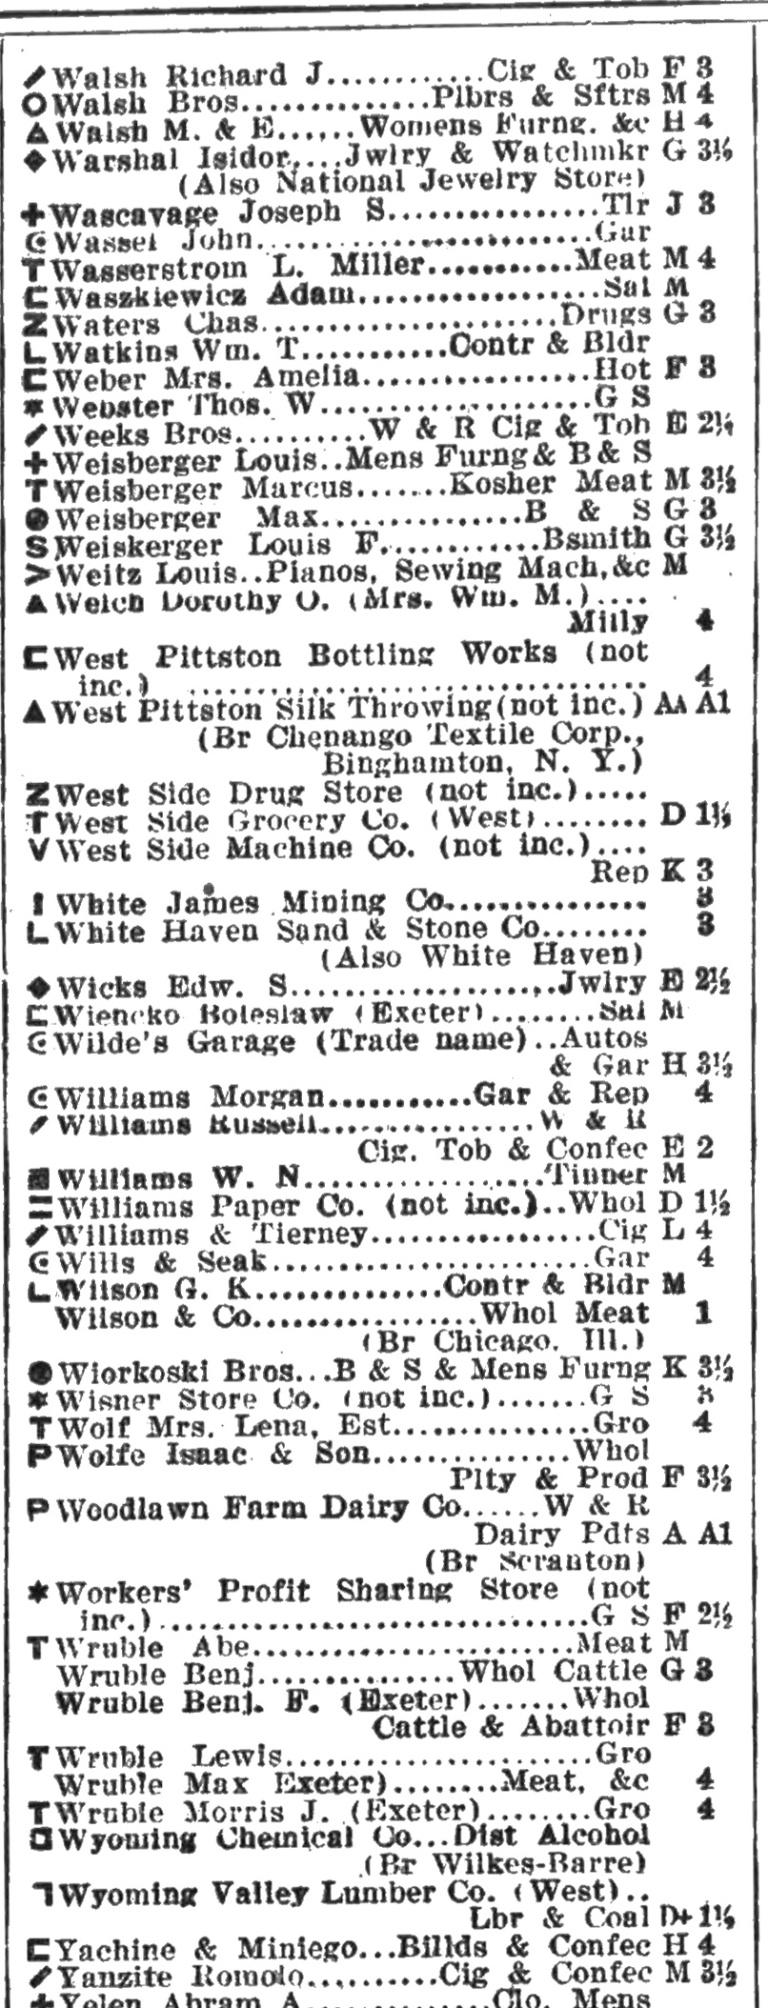 Walsh Richard J............Cig & Tob F 3
Walsh Bros..............Plbrs & Sftrs M 4
Walsh M. & E......Womens Furng. &c H 4
Warshal Isidor....Jwlry & Watchmkr G 3½
(Also National Jewelry Store)
Wascavage Joseph S................Tlr J 3
Wassel John.........................Gar
Wasserstrom L. Miller...........Meat M 4
Waszkiewicz Adam..................Sal M
Waters Chas......................Drugs G 3
Watkins Wm. T...........Contr & Bldr
Weber Mrs. Amelia.................Hot F 3
Webster Thos. W.....................G S
Weeks Bros..........W & R Cig & Tob E 2½
Weisberger Louis..Mens Furng & B & S
Weisberger Marcus.......Kosher Meat M 3½
Weisberger Max...............B & S G 3
Weiskerger Louis F............Bsmith G 3½
Weitz Louis..Pianos, Sewing Mach,&c M
Welch Dorothy O. (Mrs. Wm. M.)....
Milly 4
West Pittston Bottling Works (not
inc.) .................................. 4
West Pittston Silk Throwing(not inc.) AA A1
(Br Chenango Textile Corp.,
Binghamton, N. Y.)
West Side Drug Store (not inc.).....
West Side Grocery Co. (West)........ D 1½
West Side Machine Co. (not inc.)....
Rep K 3
White James Mining Co............... 3
White Haven Sand & Stone Co........ 3
(Also White Haven)
Wicks Edw. S....................Jwlry E 2½
Wiencko Boleslaw (Exeter)........Sal M
Wilde's Garage (Trade name)..Autos
& Gar H 3½
Williams Morgan...........Gar & Rep 4
Williams Russell................W & R
Cig. Tob & Confec E 2
Williams W. N..................Tinner M
Williams Paper Co. (not inc.)..Whol D 1½
Williams & Tierney.................Cig L 4
Wills & Seak........................Gar 4
Wilson G. K..............Contr & Bldr M
Wilson & Co.................Whol Meat 1
(Br Chicago. Ill.)
Wiorkoski Bros...B & S & Mens Furng K 3½
Wisner Store Co. (not inc.).......G S 3
Wolf Mrs. Lena, Est...............Gro 4
Wolfe Isaac & Son...............Whol
Plty & Prod F 3½
P Woodlawn Farm Dairy Co......W & R
Dairy Pdts A A1
(Br Scranton)
Workers' Profit Sharing Store (not
inc.)................................G S F 2½
Wruble Abe........................Meat M
Wruble Benj...............Whol Cattle G 3
Wruble Benj. F. (Exeter).......Whol
Cattle & Abattoir F 3
Wruble Lewis.......................Gro
Wruble Max Exeter)........Meat, &c 4
Wruble Morris J. (Exeter)........Gro 4
Wyoming Chemical Co...Dist Alcohol
(Br Wilkes-Barre)
Wyoming Valley Lumber Co. (West)..
Lbr & Coal D+ 1½
Yachine & Miniego...Billds & Confec H 4
Yanzite Romolo..........Cig & Confec M 3½
Yelen Abram A.............Clo. Mens